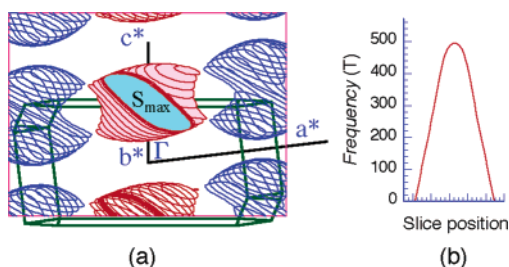 c*
S_max
a*
b* Γ
(a)
Frequency (T)
500
400
300
200
100
0
Slice position
(b)